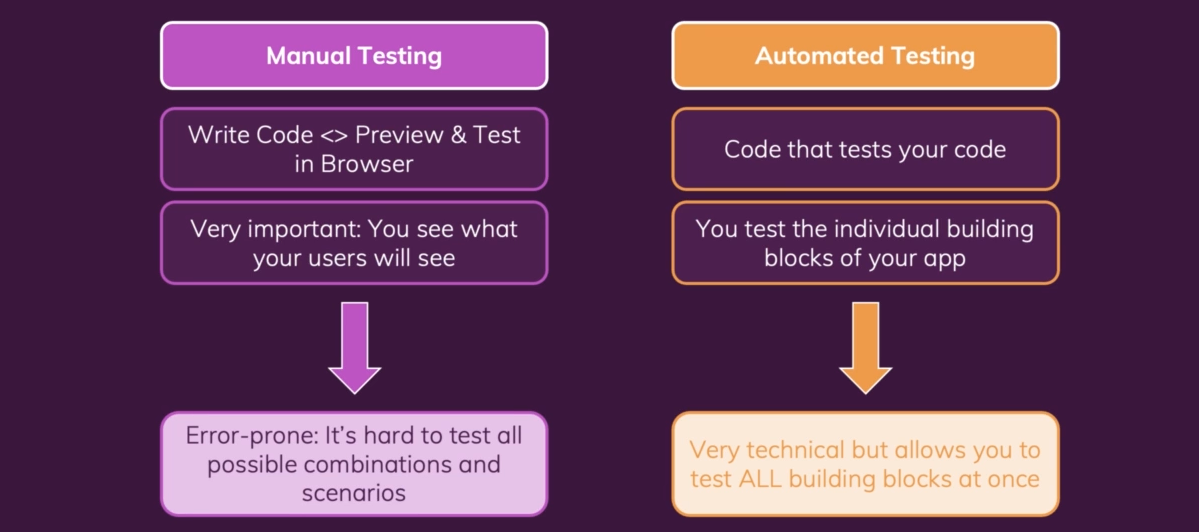 Manual Testing
Write Code <> Preview & Test
in Browser
Very important: You see what
your users will see
Error-prone: It’s hard to test all
possible combinations and
scenarios
Automated Testing
Code that tests your code
You test the individual building
blocks of your app
Very technical but allows you to
test ALL building blocks at once